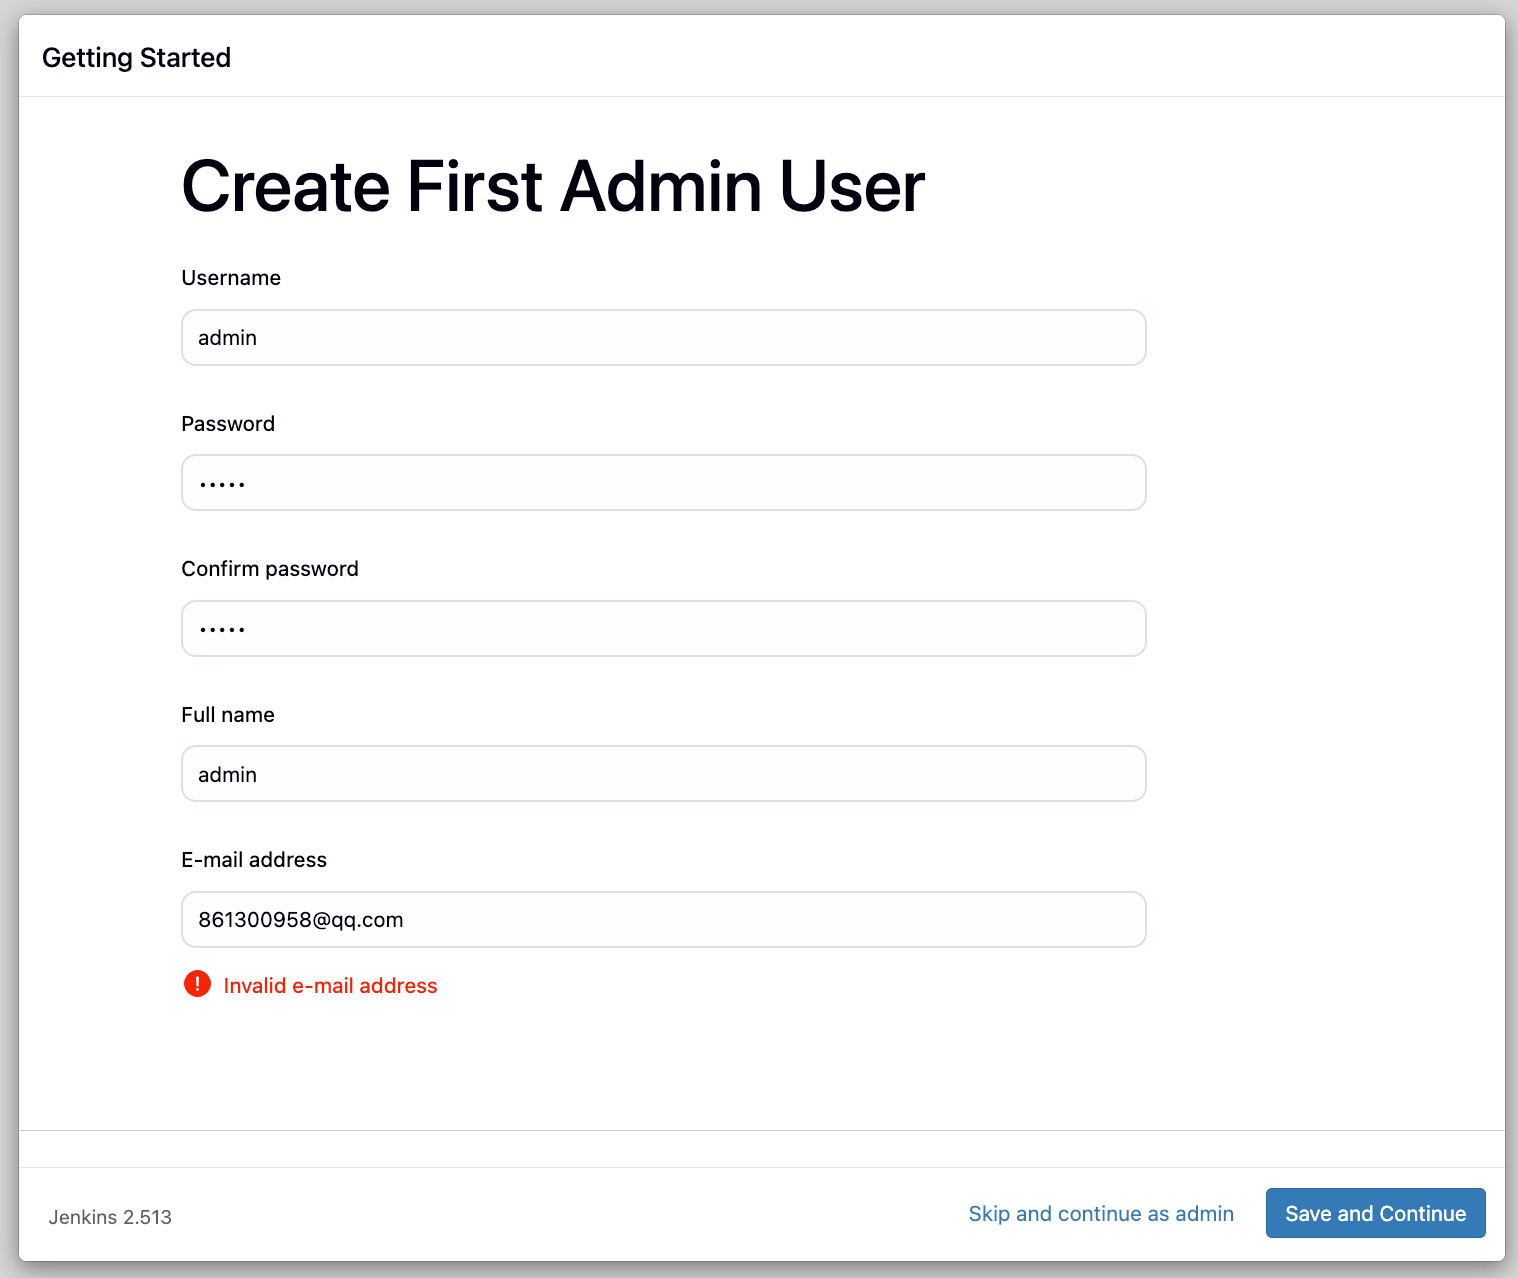 Getting Started
Create First Admin User
Username
admin
Password
•••••
Confirm password
•••••
Full name
admin
E-mail address
861300958@qq.com
! Invalid e-mail address
Jenkins 2.513
Skip and continue as admin
Save and Continue